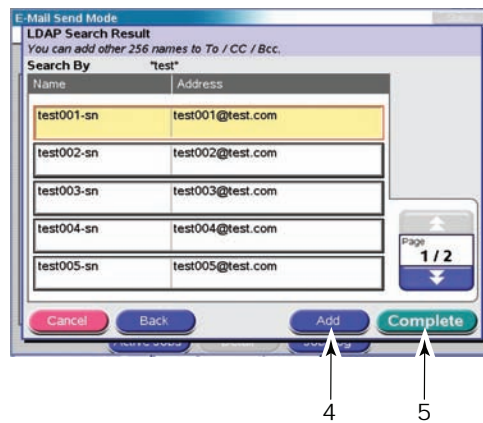 E-Mail Send Mode
LDAP Search Result
You can add other 256 names to To / CC / Bcc.
Search By "test"
Name Address
test001-sn test001@test.com
test002-sn test002@test.com
test003-sn test003@test.com
test004-sn test004@test.com
test005-sn test005@test.com
Page
1 / 2
Cancel Back Add Complete
4 5